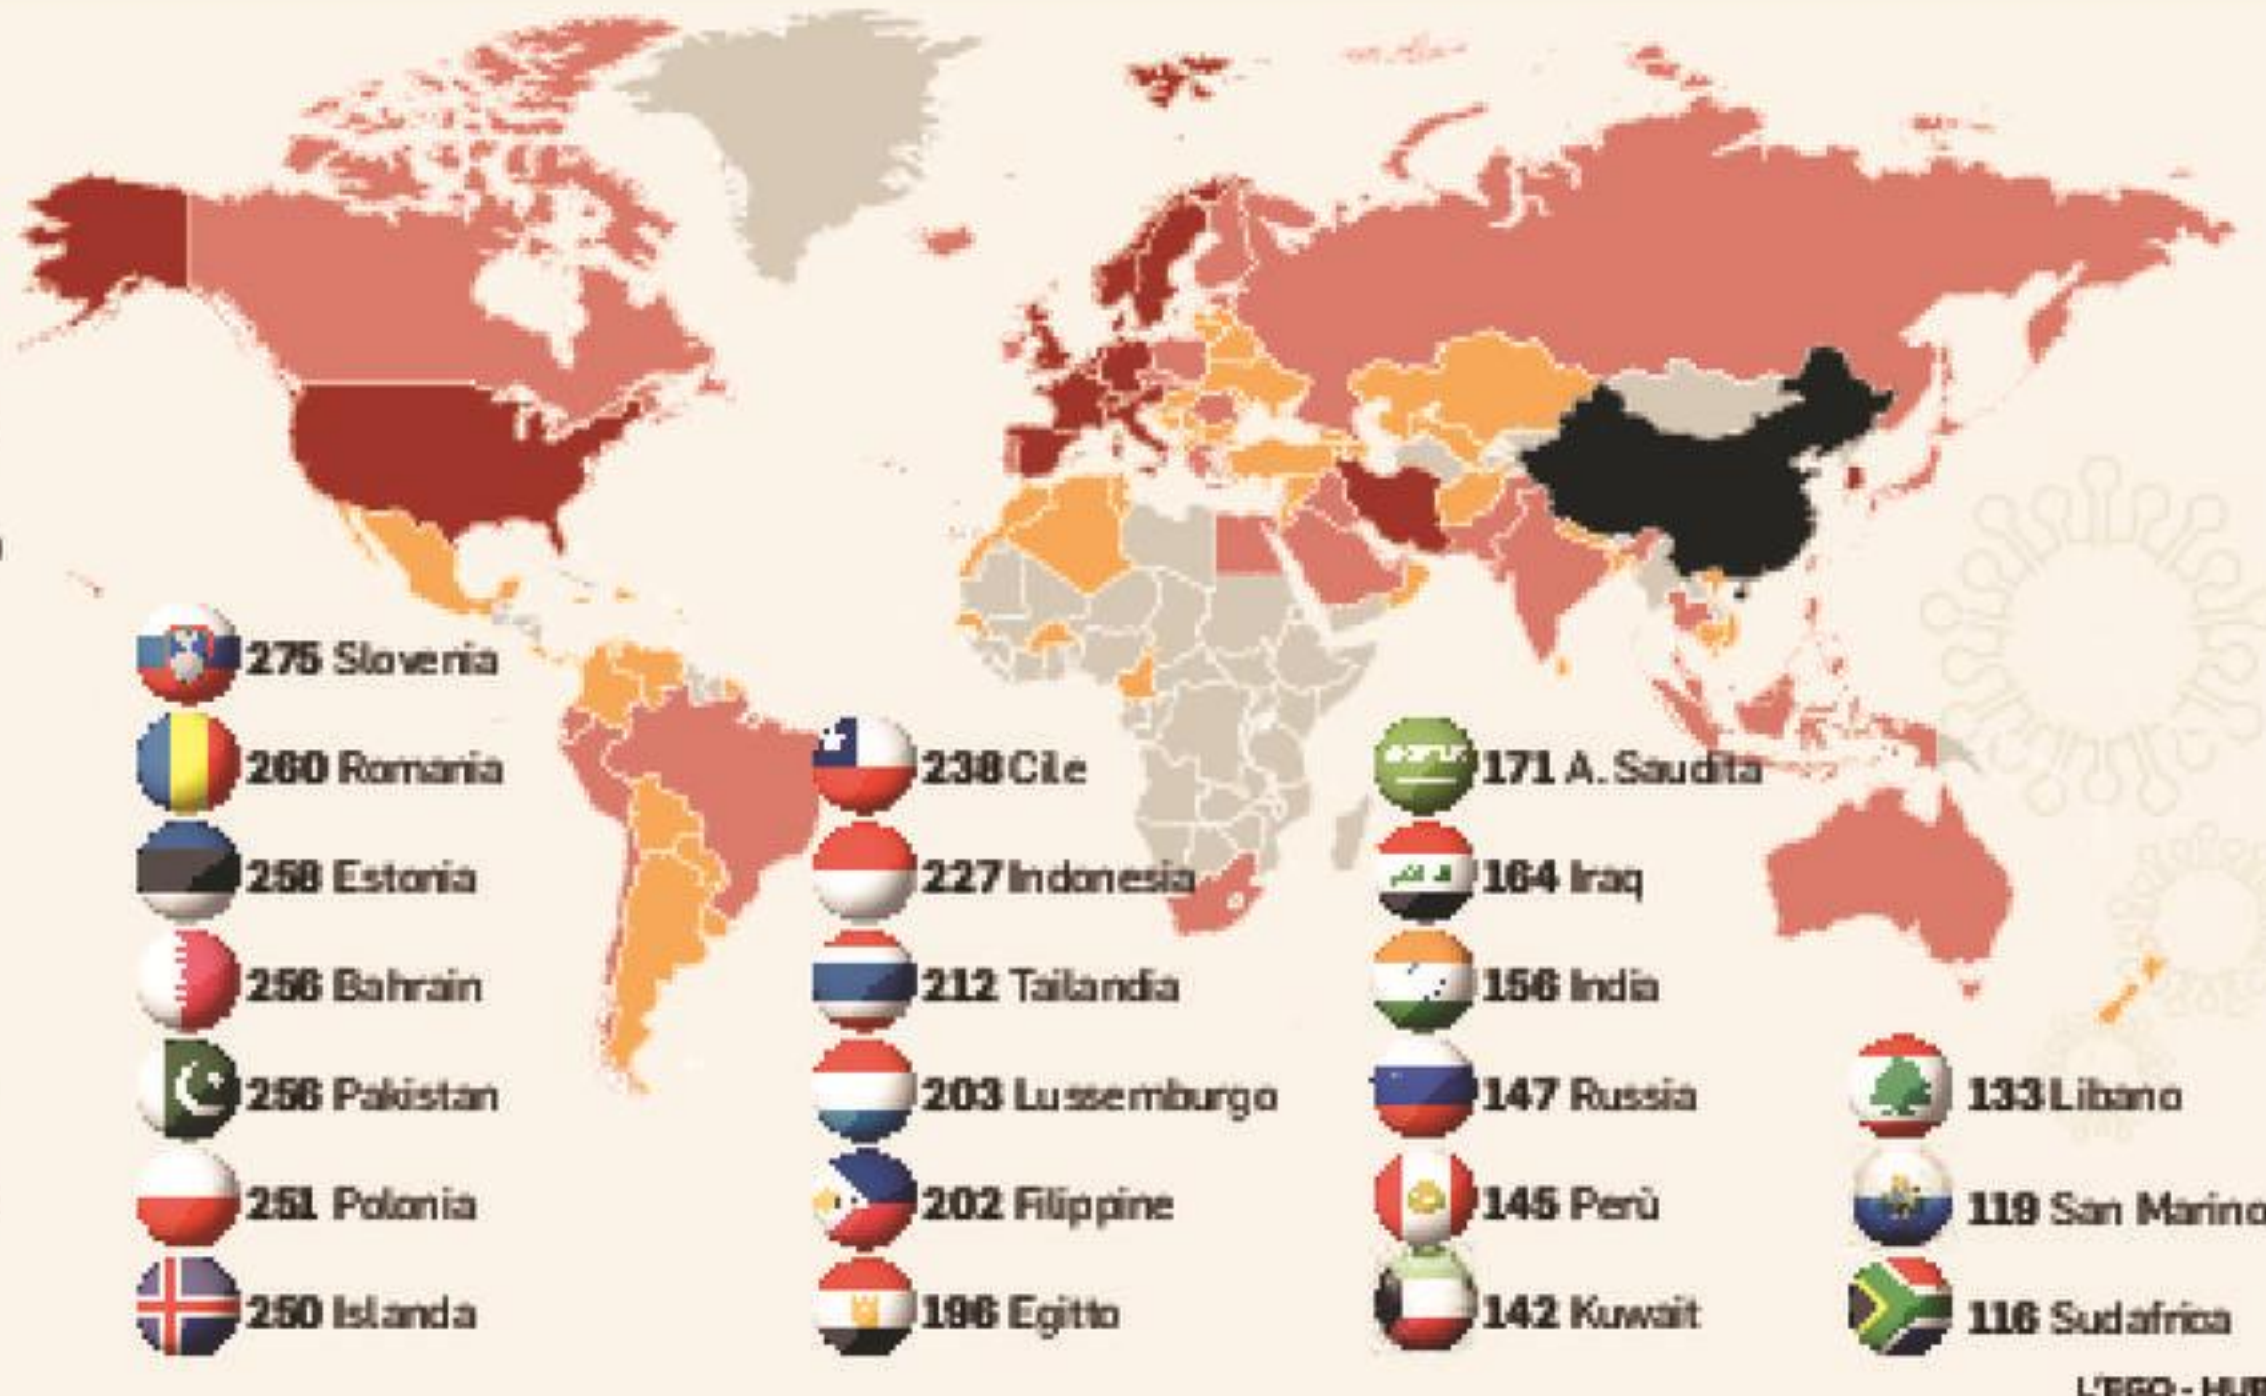 275 Slovenia
260 Romania
258 Estonia
256 Bahrain
256 Pakistan
251 Polonia
250 Islanda
238 Cile
227 Indonesia
212 Tailandia
203 Lussemburgo
202 Filippine
196 Egitto
171 A. Saudita
164 Iraq
156 India
147 Russia
145 Perù
142 Kuwait
133 Libano
119 San Marino
116 Sudafrica
L'EGO - HUB